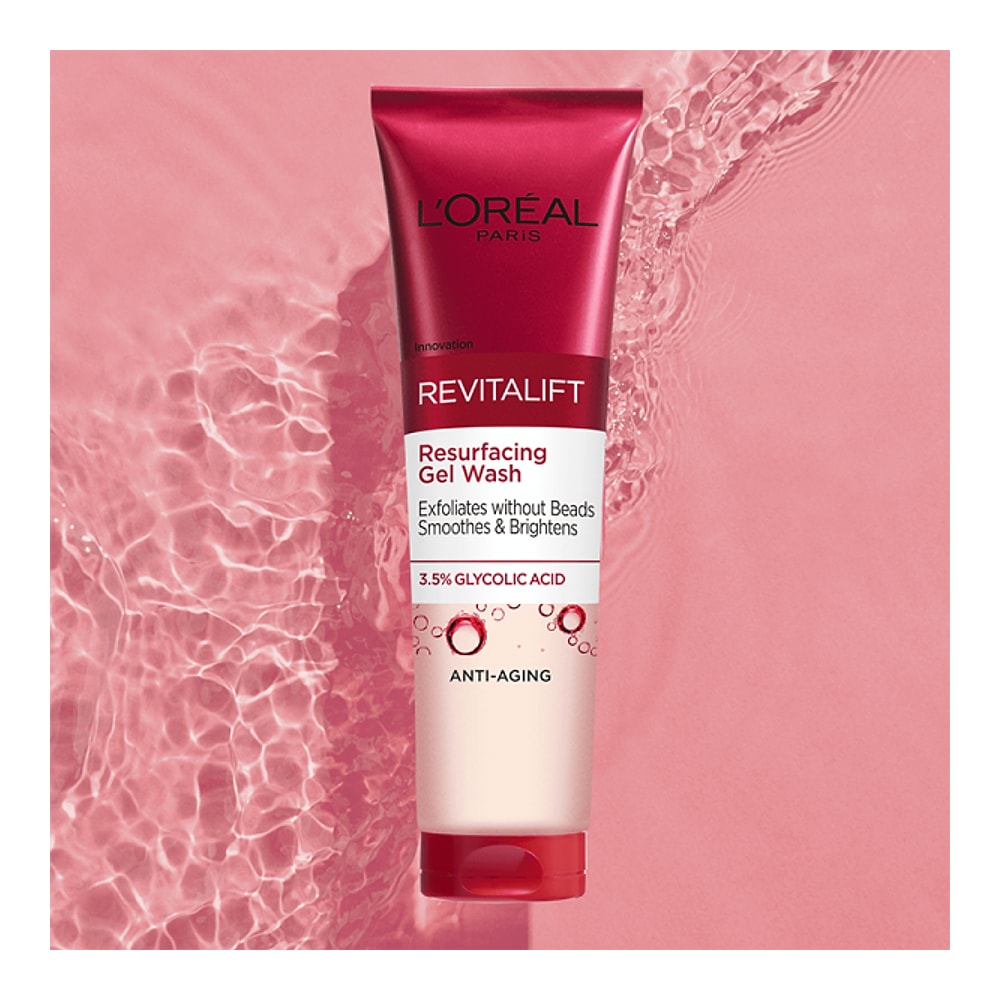 L'ORÉAL
PARIS
Innovation
REVITALIFT
Resurfacing
Gel Wash
Exfoliates without Beads
Smoothes & Brightens
3.5% GLYCOLIC ACID
ANTI-AGING